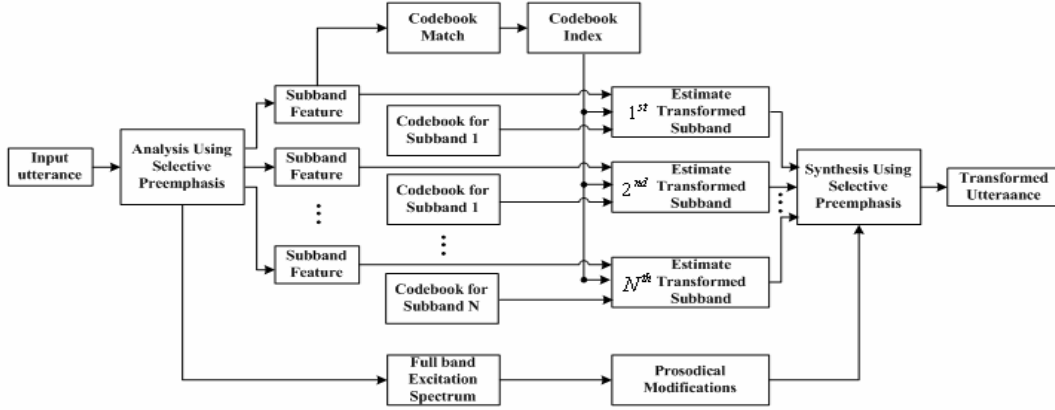 Codebook
Match
Codebook
Index
Subband
Feature
1st
Estimate
Transformed
Subband
Codebook for
Subband 1
Input
utterance
Analysis Using
Selective
Preemphasis
Subband
Feature
2nd
Estimate
Transformed
Subband
Codebook for
Subband 1
Synthesis Using
Selective
Preemphasis
Transformed
Utteraance
...
...
...
Subband
Feature
Nth
Estimate
Transformed
Subband
Codebook for
Subband N
Full band
Excitation
Spectrum
Prosodical
Modifications